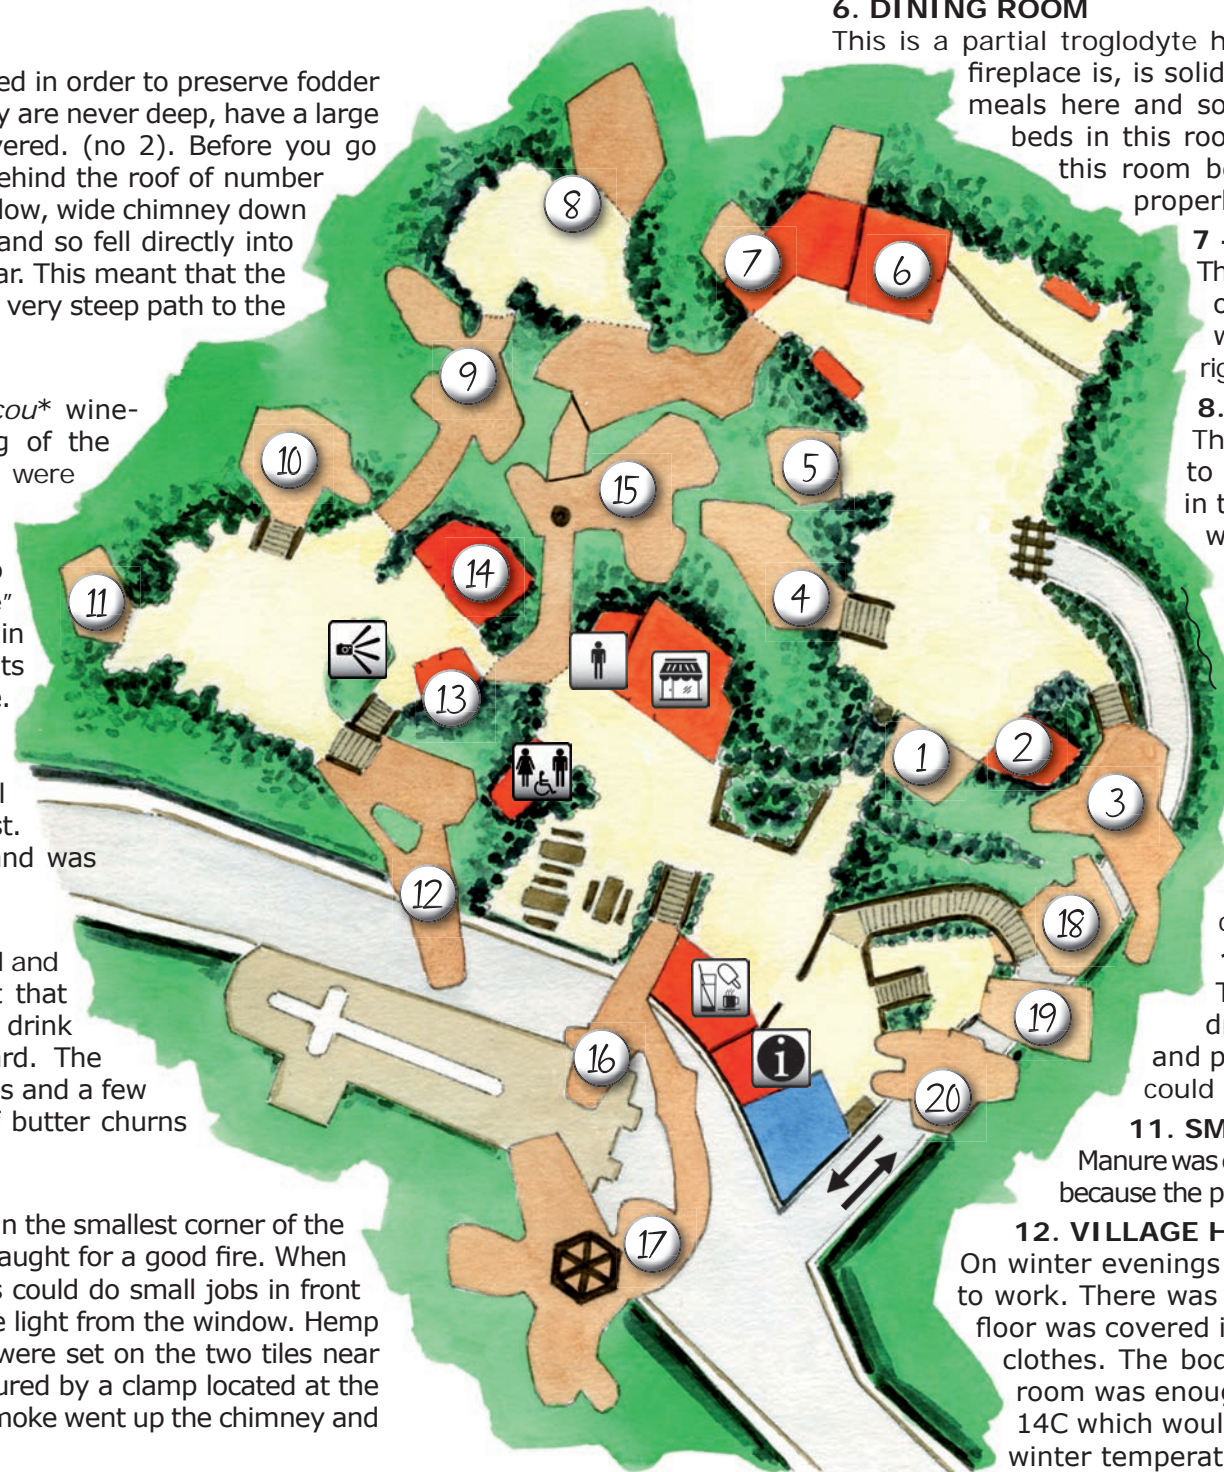 ed in order to preserve fodder
y are never deep, have a large
vered. (no 2). Before you go
ehind the roof of number
low, wide chimney down
and so fell directly into
ar. This meant that the
very steep path to the
cou* wine-
g of the
were
e"
in
ts
e.
l
st.
and was
l and
t that
drink
ard. The
s and a few
f butter churns
n the smallest corner of the
aught for a good fire. When
s could do small jobs in front
e light from the window. Hemp
were set on the two tiles near
ured by a clamp located at the
moke went up the chimney and
6. DINING ROOM
This is a partial troglodyte h
fireplace is, is solid
meals here and so
beds in this roo
this room be
properl
7
Th
o
w
rig
8.
Th
to
in t
w
T
dr
and p
could
11. SM
Manure was
because the p
12. VILLAGE H
On winter evenings
to work. There was
floor was covered i
clothes. The bod
room was enoug
14C which woul
winter temperat
8
7
6
9
10
15
5
14
4
11
13
1
2
3
12
18
19
16
i
20
17